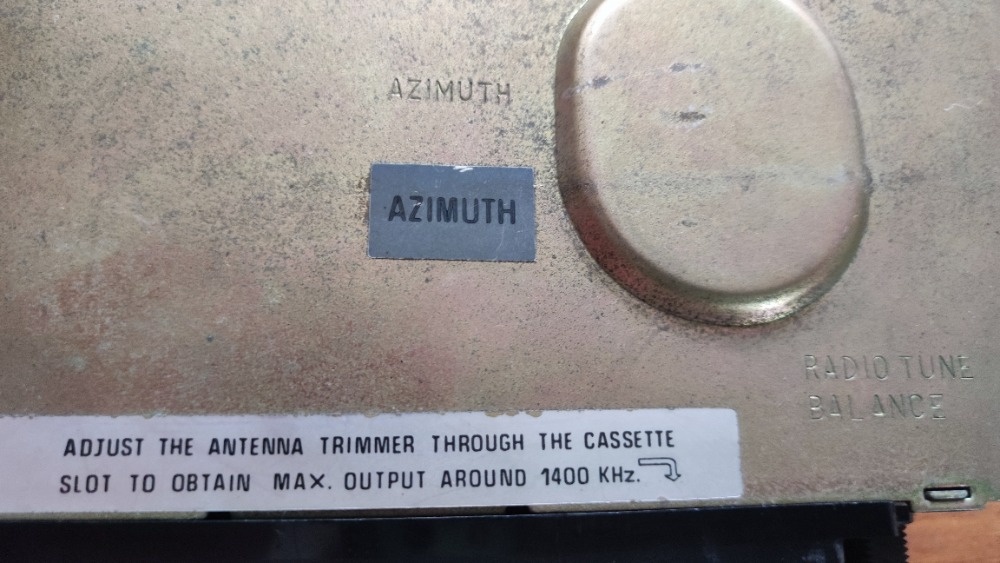 AZIMUTH
AZIMUTH
RADIO TUNE
BALANCE
ADJUST THE ANTENNA TRIMMER THROUGH THE CASSETTE
SLOT TO OBTAIN MAX. OUTPUT AROUND 1400 KHz.